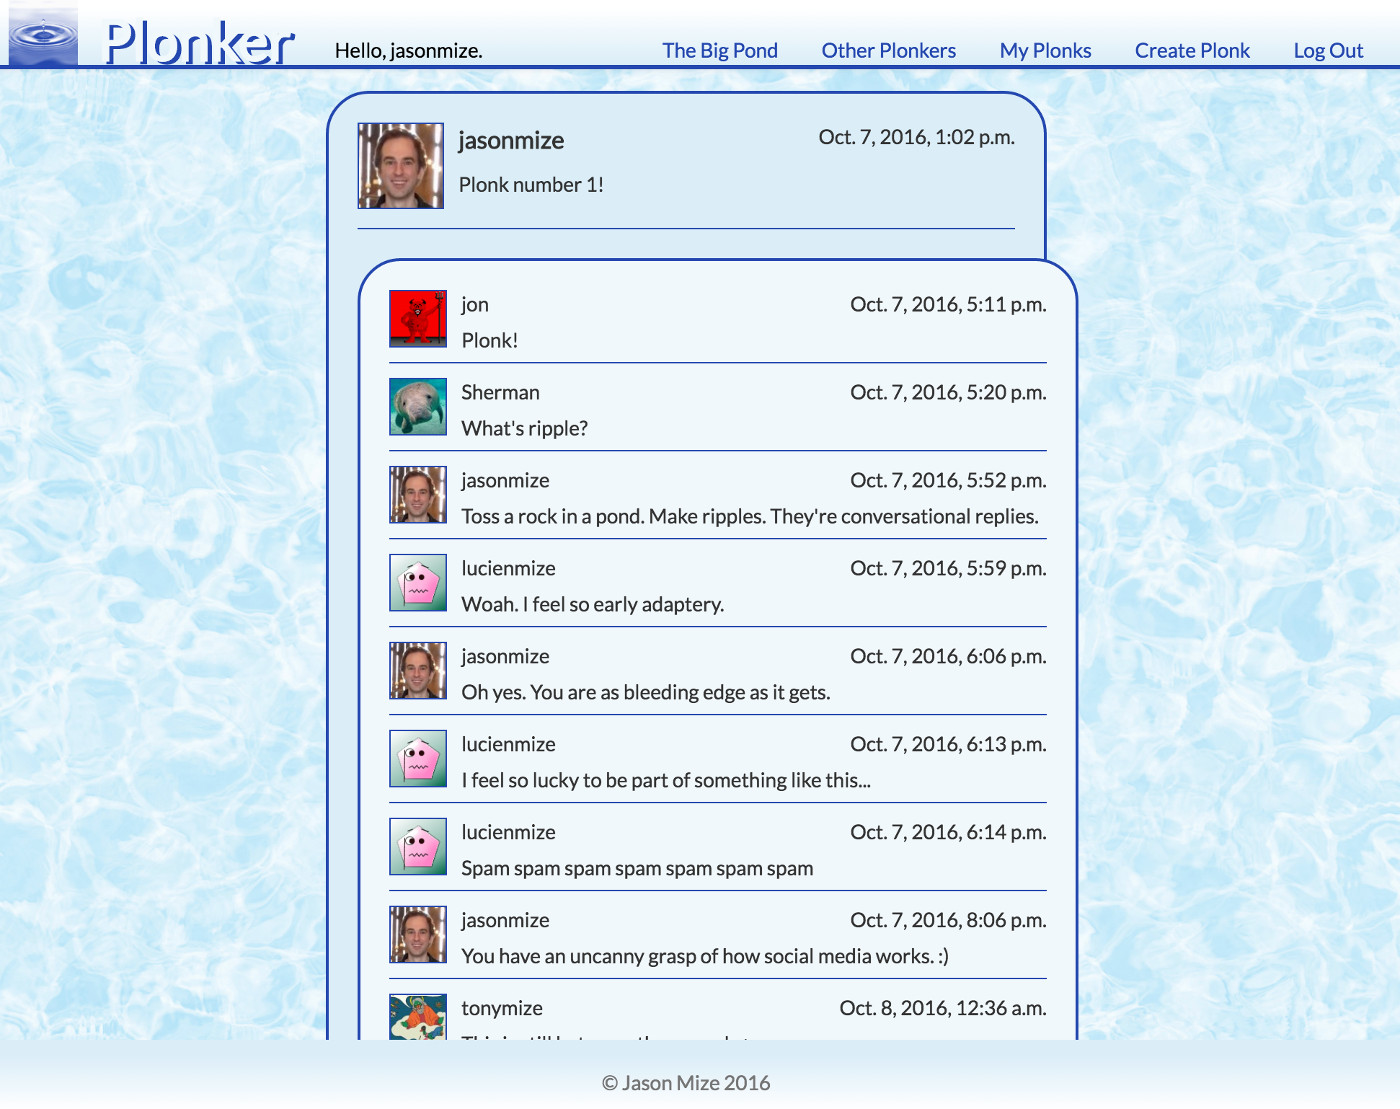 Plonker
Hello, jasonmize.
The Big Pond
Other Plonkers
My Plonks
Create Plonk
Log Out
jasonmize
Oct. 7, 2016, 1:02 p.m.
Plonk number 1!
jon
Oct. 7, 2016, 5:11 p.m.
Plonk!
Sherman
Oct. 7, 2016, 5:20 p.m.
What's ripple?
jasonmize
Oct. 7, 2016, 5:52 p.m.
Toss a rock in a pond. Make ripples. They're conversational replies.
lucienmize
Oct. 7, 2016, 5:59 p.m.
Woah. I feel so early adaptery.
jasonmize
Oct. 7, 2016, 6:06 p.m.
Oh yes. You are as bleeding edge as it gets.
lucienmize
Oct. 7, 2016, 6:13 p.m.
I feel so lucky to be part of something like this...
lucienmize
Oct. 7, 2016, 6:14 p.m.
Spam spam spam spam spam spam spam
jasonmize
Oct. 7, 2016, 8:06 p.m.
You have an uncanny grasp of how social media works. :)
tonymize
Oct. 8, 2016, 12:36 a.m.
© Jason Mize 2016